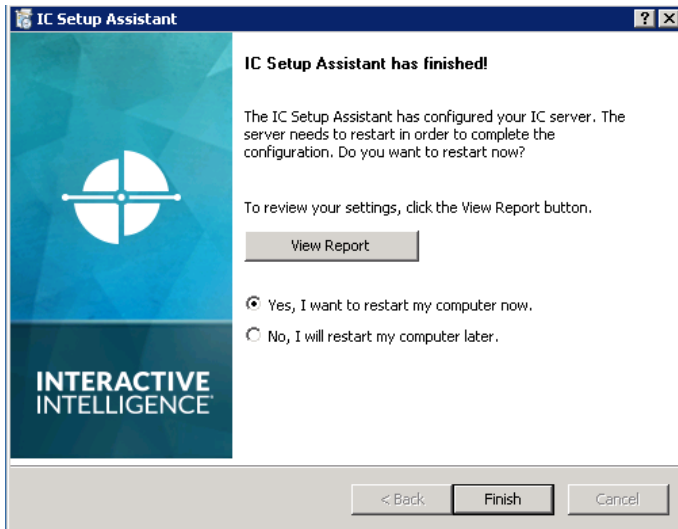 IC Setup Assistant
IC Setup Assistant has finished!
The IC Setup Assistant has configured your IC server. The
server needs to restart in order to complete the
configuration. Do you want to restart now?
To review your settings, click the View Report button.
View Report
Yes, I want to restart my computer now.
No, I will restart my computer later.
INTERACTIVE
INTELLIGENCE
< Back
Finish
Cancel